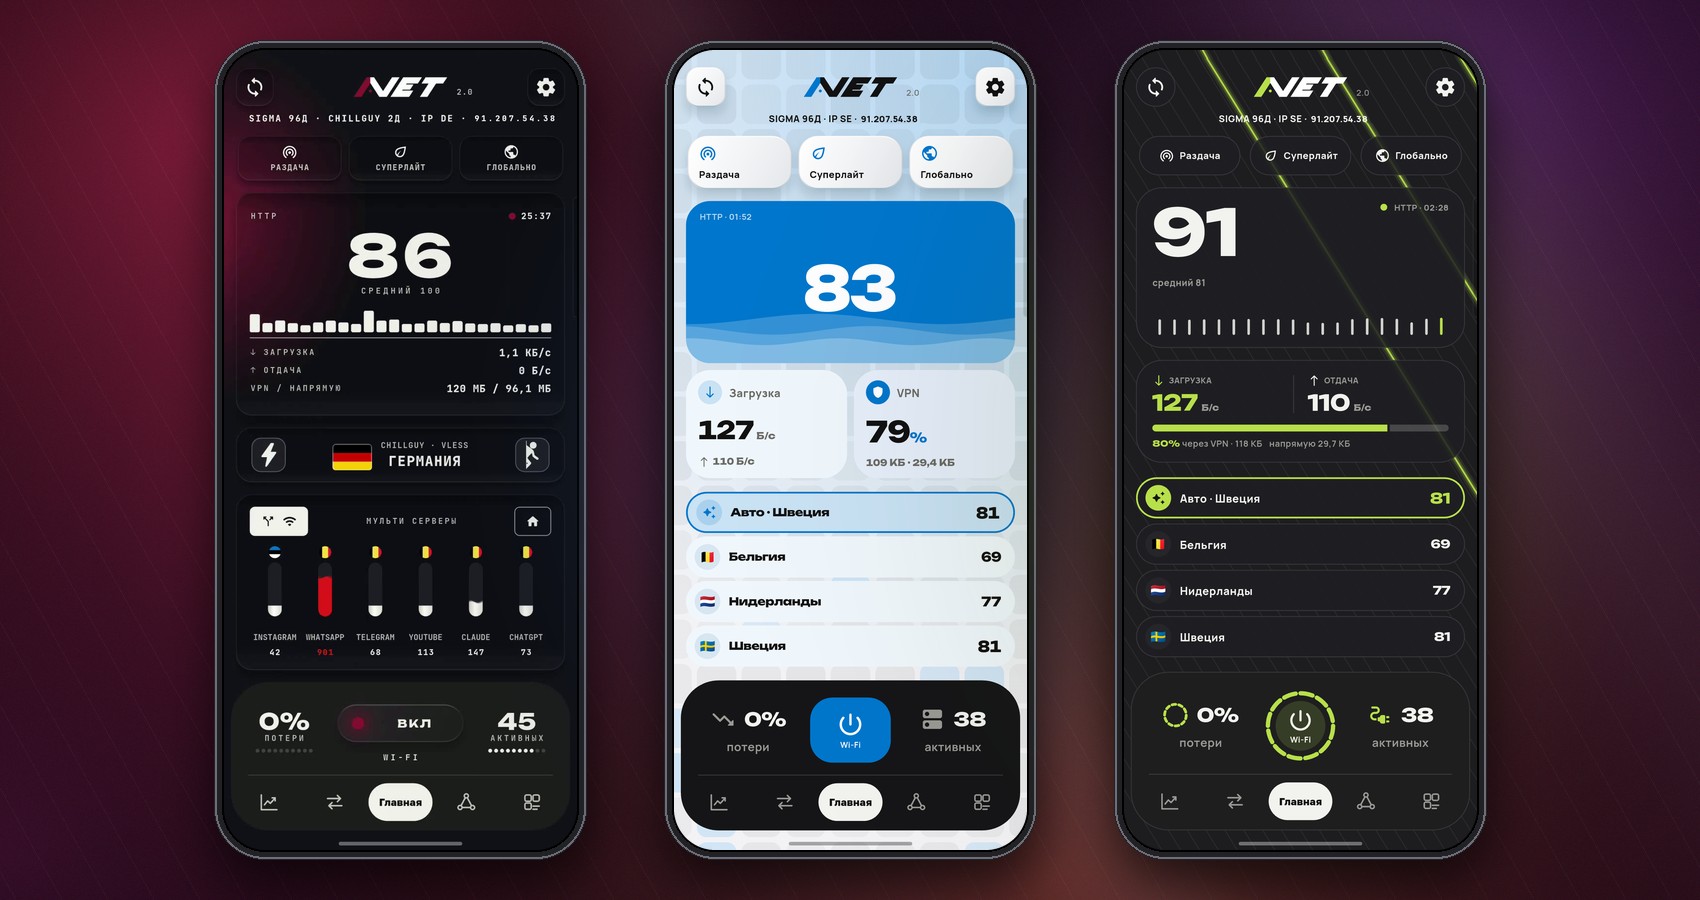 NET 2.0
SIGMA 96Д · CHILLGUY 2Д · IP DE · 91.207.54.38
РАЗДАЧА
СУПЕРЛАЙТ
ГЛОБАЛЬНО
HTTP
25:37
86
СРЕДНИЙ 100
↓ ЗАГРУЗКА 1,1 КБ/с
↑ ОТДАЧА 0 Б/с
VPN / НАПРЯМУЮ 120 МБ / 96,1 МБ
CHILLGUY · VLESS
ГЕРМАНИЯ
МУЛЬТИ СЕРВЕРЫ
INSTAGRAM WHATSAPP TELEGRAM YOUTUBE CLAUDE CHATGPT
42 901 68 113 147 73
0%
ПОТЕРИ
ВКЛ
WI-FI
45
АКТИВНЫХ
Главная
NET 2.0
SIGMA 96Д · IP SE · 91.207.54.38
Раздача
Суперлайт
Глобально
HTTP · 01:52
83
Загрузка
127 Б/с
↑ 110 Б/с
VPN
79%
109 КБ · 29,4 КБ
Авто · Швеция 81
Бельгия 69
Нидерланды 77
Швеция 81
0%
потери
Wi-Fi
38
активных
Главная
NET 2.0
SIGMA 96Д · IP SE · 91.207.54.38
Раздача
Суперлайт
Глобально
91
HTTP · 02:28
средний 81
↓ ЗАГРУЗКА
127 Б/с
↑ ОТДАЧА
110 Б/с
80% через VPN · 118 КБ напрямую 29,7 КБ
Авто · Швеция 81
Бельгия 69
Нидерланды 77
Швеция 81
0%
потери
Wi-Fi
38
активных
Главная